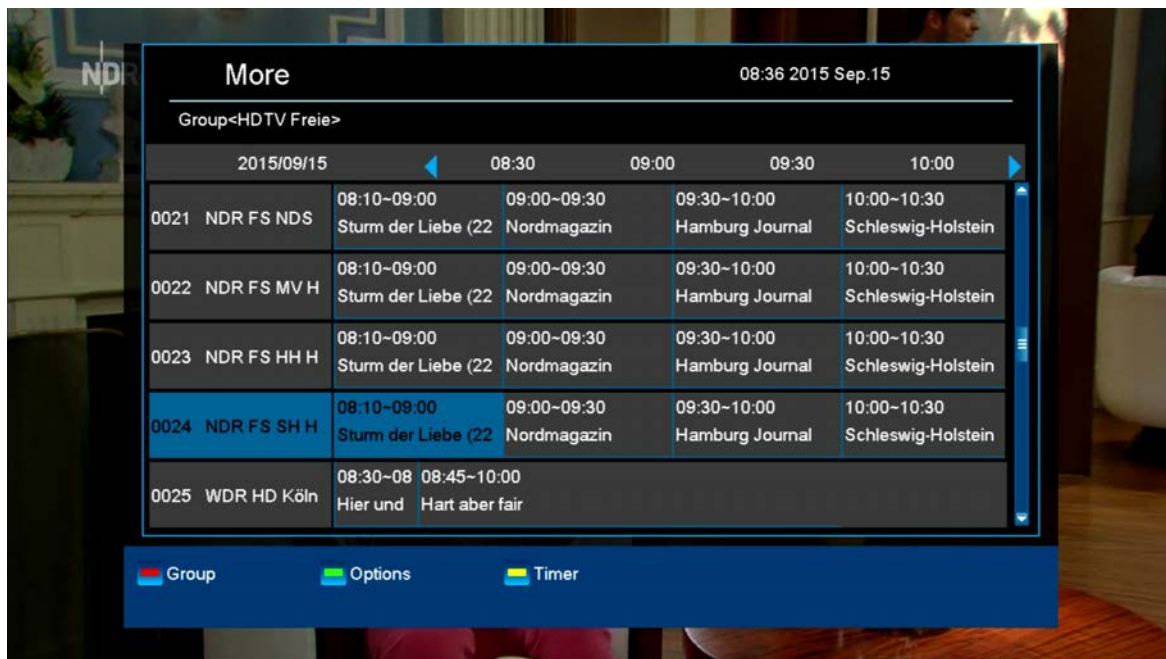 NDR
More
08:36 2015 Sep.15
Group<HDTV Freie>
2015/09/15 08:30 09:00 09:30 10:00
0021 NDR FS NDS
08:10~09:00 09:00~09:30 09:30~10:00 10:00~10:30
Sturm der Liebe (22 Nordmagazin Hamburg Journal Schleswig-Holstein
0022 NDR FS MV H
08:10~09:00 09:00~09:30 09:30~10:00 10:00~10:30
Sturm der Liebe (22 Nordmagazin Hamburg Journal Schleswig-Holstein
0023 NDR FS HH H
08:10~09:00 09:00~09:30 09:30~10:00 10:00~10:30
Sturm der Liebe (22 Nordmagazin Hamburg Journal Schleswig-Holstein
0024 NDR FS SH H
08:10~09:00 09:00~09:30 09:30~10:00 10:00~10:30
Sturm der Liebe (22 Nordmagazin Hamburg Journal Schleswig-Holstein
0025 WDR HD Köln
08:30~08 08:45~10:00
Hier und Hart aber fair
Group Options Timer